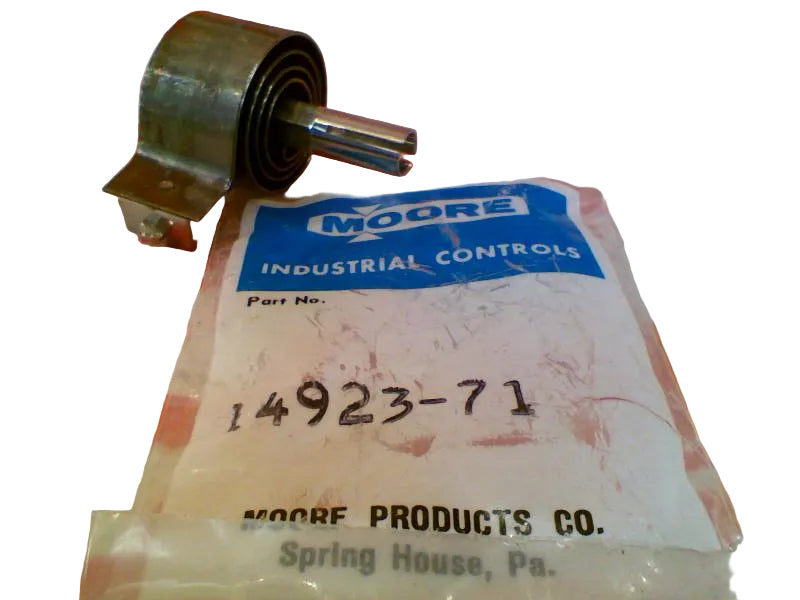 MOORE
INDUSTRIAL CONTROLS
Part No.
14923-71
MOORE PRODUCTS CO.
Spring House, Pa.